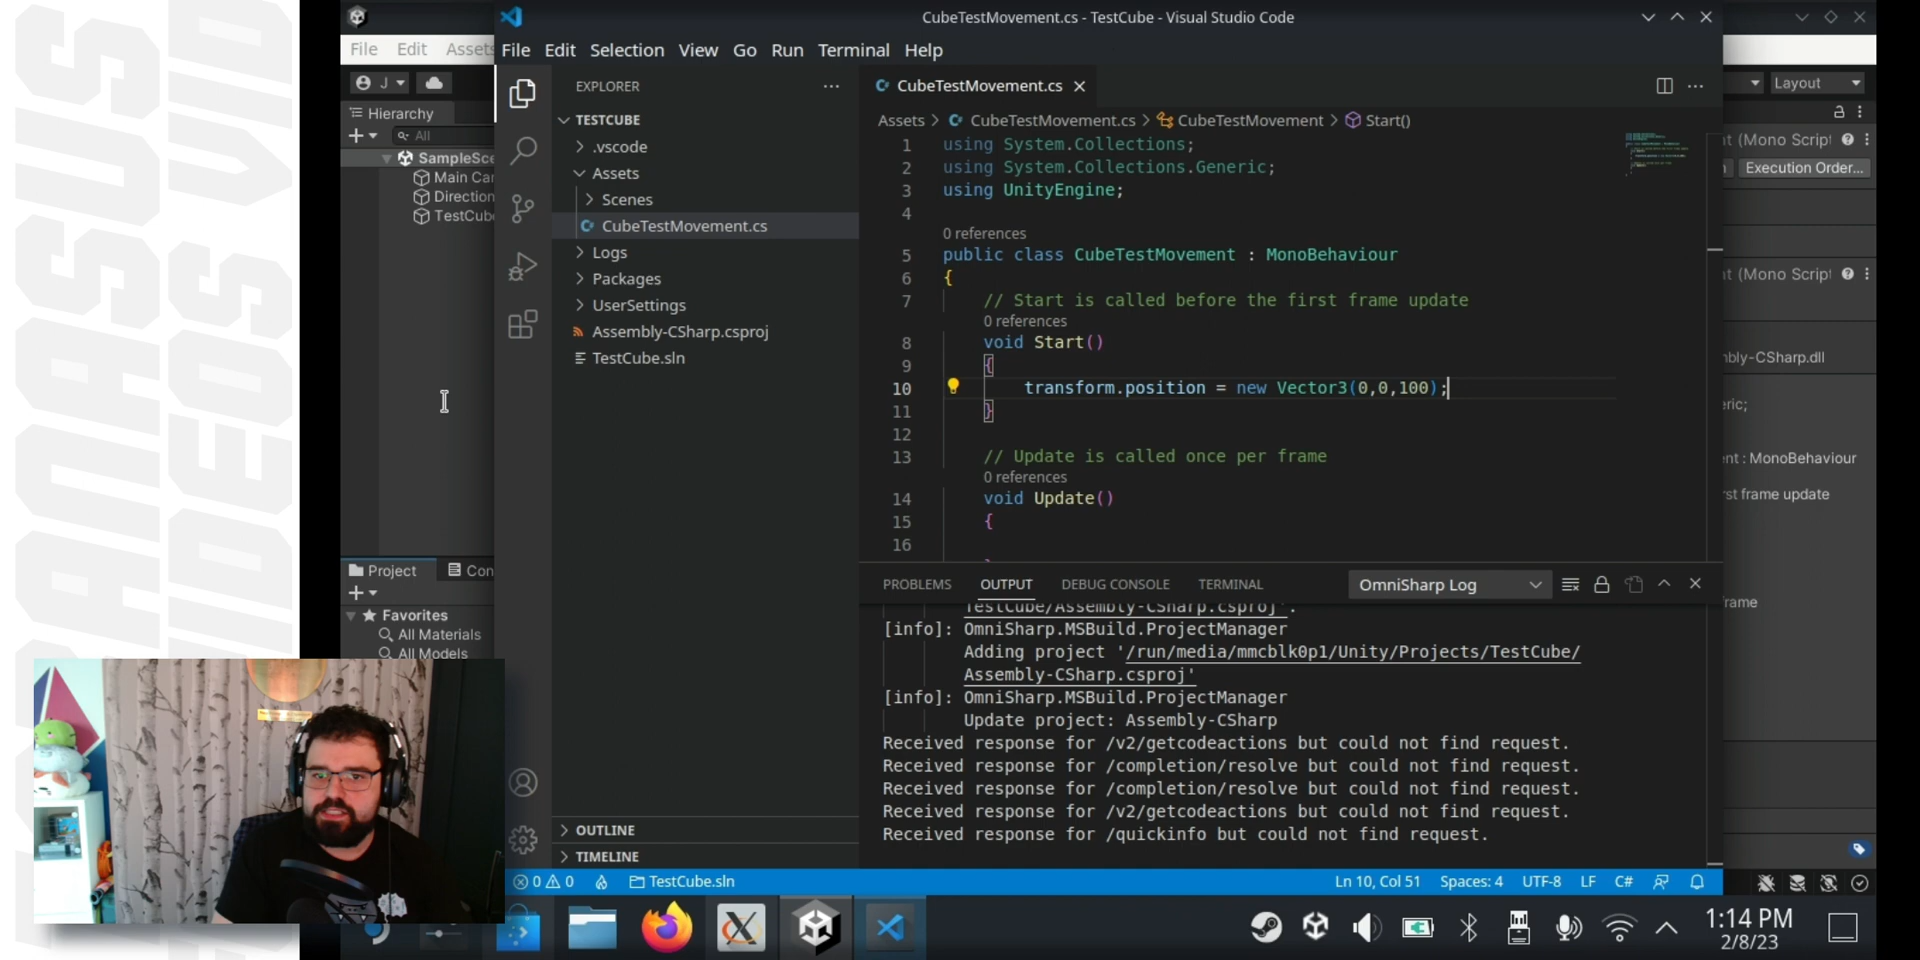 CubeTestMovement.cs - TestCube - Visual Studio Code
File Edit Selection View Go Run Terminal Help
File Edit Assets
J
Layout
Hierarchy
All
SampleSce
Main Ca
Direction
TestCube
Project
Con
Favorites
All Materials
All Models
EXPLORER
TESTCUBE
.vscode
Assets
Scenes
CubeTestMovement.cs
Logs
Packages
UserSettings
Assembly-CSharp.csproj
TestCube.sln
OUTLINE
TIMELINE
CubeTestMovement.cs
Assets > CubeTestMovement.cs > CubeTestMovement > Start()
1 using System.Collections;
2 using System.Collections.Generic;
3 using UnityEngine;
4
0 references
5 public class CubeTestMovement : MonoBehaviour
6 {
7 // Start is called before the first frame update
0 references
8 void Start()
9 {
10 transform.position = new Vector3(0,0,100);
11 }
12
13 // Update is called once per frame
0 references
14 void Update()
15 {
16
PROBLEMS OUTPUT DEBUG CONSOLE TERMINAL OmniSharp Log
TestCube/Assembly-CSharp.csproj'.
[info]: OmniSharp.MSBuild.ProjectManager
Adding project '/run/media/mmcblk0p1/Unity/Projects/TestCube/
Assembly-CSharp.csproj'
[info]: OmniSharp.MSBuild.ProjectManager
Update project: Assembly-CSharp
Received response for /v2/getcodeactions but could not find request.
Received response for /completion/resolve but could not find request.
Received response for /completion/resolve but could not find request.
Received response for /v2/getcodeactions but could not find request.
Received response for /quickinfo but could not find request.
0 0 TestCube.sln Ln 10, Col 51 Spaces: 4 UTF-8 LF C#
t (Mono Script
Execution Order...
t (Mono Script
bly-CSharp.dll
ric;
ent : MonoBehaviour
rst frame update
rame
1:14 PM
2/8/23